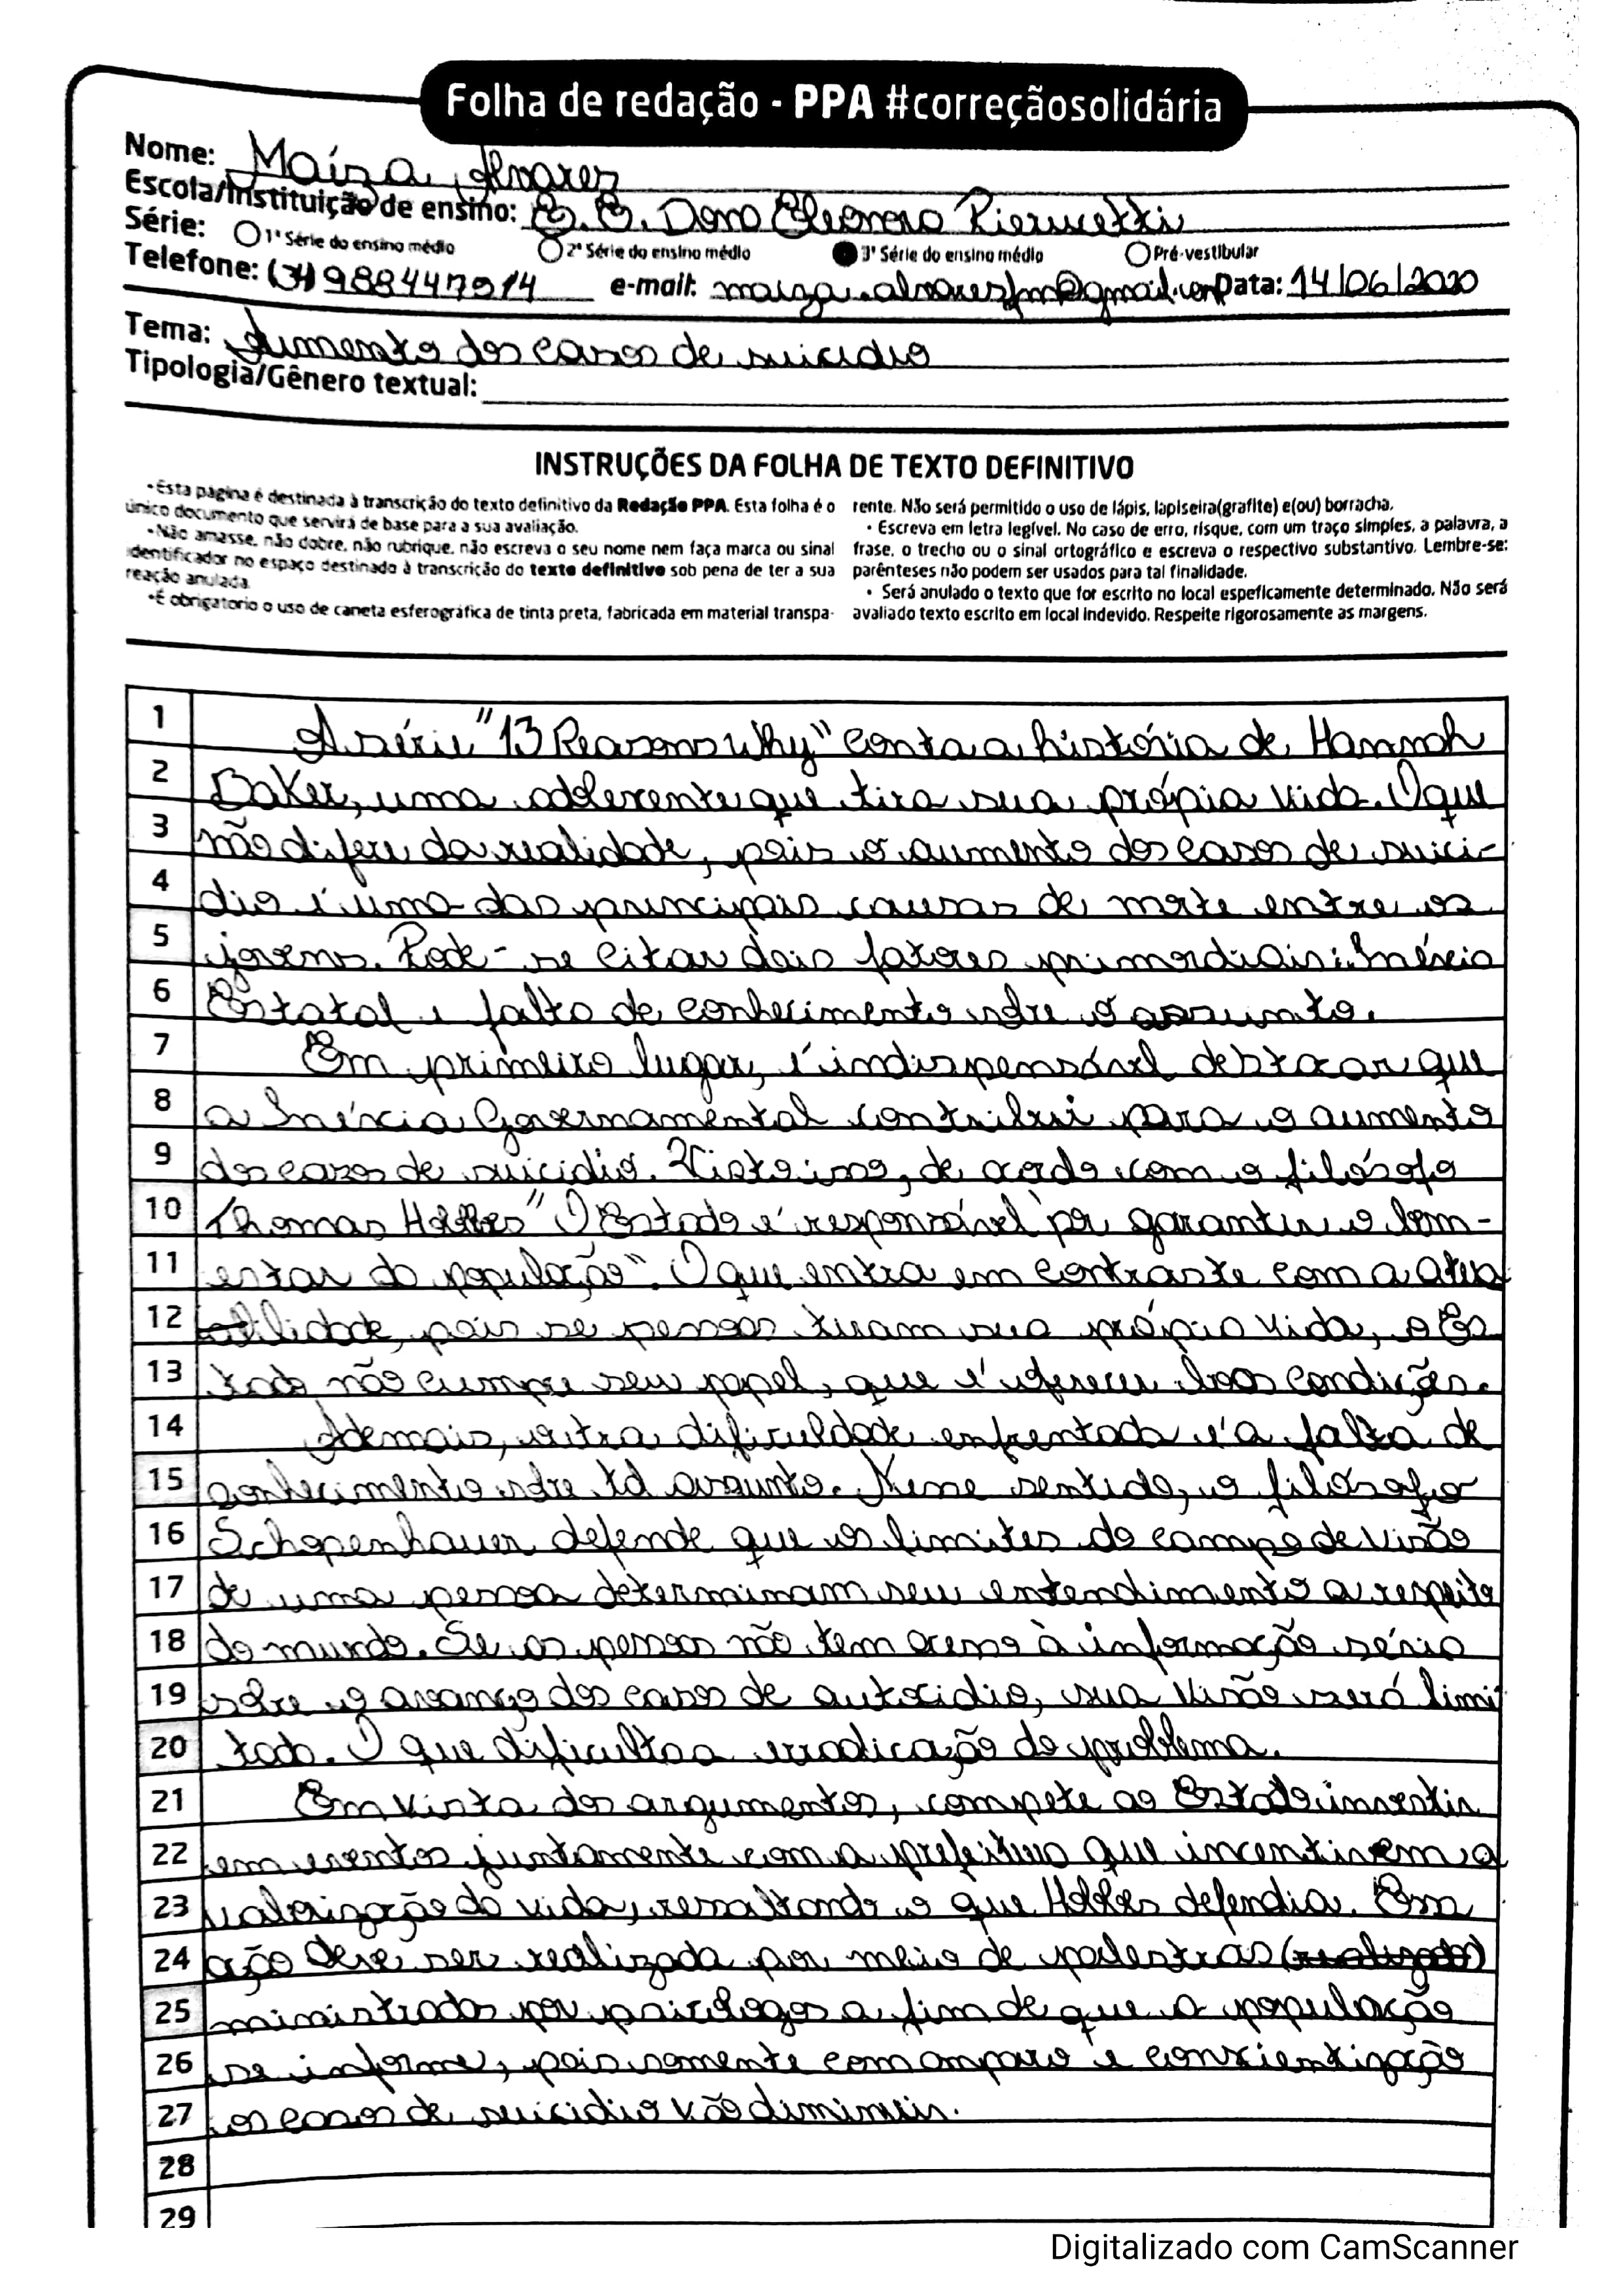 Folha de redação - PPA #correçãosolidária
Nome: Maíza Alvares
Escola/Instituição de ensino: E. E. Dona Eleonora Pieruccetti
Série: 1ª Série do ensino médio 2ª Série do ensino médio 3ª Série do ensino médio Pré-vestibular
Telefone: (34) 988447914 e-mail: maiza.alvaresfm@gmail.com Data: 14/06/2020
Tema: Aumento dos casos de suicidio
Tipologia/Gênero textual:
INSTRUÇÕES DA FOLHA DE TEXTO DEFINITIVO
•Esta pagina é destinada à transcrição do texto definitivo da Redação PPA. Esta folha é o
único documento que servirá de base para a sua avaliação.
•Não amasse, não dobre, não rubrique, não escreva o seu nome nem faça marca ou sinal
identificador no espaço destinado à transcrição do texto definitivo sob pena de ter a sua
reação anulada.
•É obrigatorio o uso de caneta esferográfica de tinta preta, fabricada em material transpa-
rente. Não será permitido o uso de lápis, lapiseira(grafite) e(ou) borracha.
• Escreva em letra legível. No caso de erro, risque, com um traço simples, a palavra, a
frase, o trecho ou o sinal ortográfico e escreva o respectivo substantivo. Lembre-se:
parênteses não podem ser usados para tal finalidade.
• Será anulado o texto que for escrito no local espeficamente determinado. Não será
avaliado texto escrito em local indevido. Respeite rigorosamente as margens.
1 A série "13 Reasons Why" conta a história de Hannah
2 Baker, uma adolescente que tira sua própia vida. O que
3 não difere da realidade, pois o aumento dos casos de suici-
4 dio é uma das principais causas de morte entre os
5 jovens. Pode-se citar dois fatores primordiais: Inércia
6 Estatal e falta de conhecimento sobre o assunto.
7 Em primeiro lugar, é indispensável destacar que
8 a Inércia Governamental contribui para o aumento
9 dos casos de suicidio. Visto isso, de acordo com o filósofo
10 Thomas Hobbes "O Estado é responsável por garantir o bem-
11 estar da população". O que entra em contraste com a atua
12 lidade, pois se pessoas tiram sua própia vida, o Es
13 tado não cumpre seu papel, que é oferecer boas condições.
14 Ademais, outra dificuldade enfrentada é a falta de
15 conhecimento sobre tal assunto. Nesse sentido, o filósofo
16 Schopenhauer defende que os limites do campo de visão
17 de uma pessoa determinam seu entendimento a respeito
18 do mundo. Se as pessoas não tem acesso à informação séria
19 sobre o avanço dos casos de autocidio, sua visão será limi
20 tada. O que dificulta a erradicação do problema.
21 Em vista dos argumentos, compete ao Estado investir
22 em eventos juntamente com a prefeitura que incentivem a
23 valorização da vida, ressaltando o que Hobbes defendia. Essa
24 ação deve ser realizada por meio de palestras (realizadas)
25 ministradas por psicólogos a fim de que a população
26 se informe, pois somente com amparo e conscientização
27 os casos de suicidio vão diminuir.
28
29
Digitalizado com CamScanner